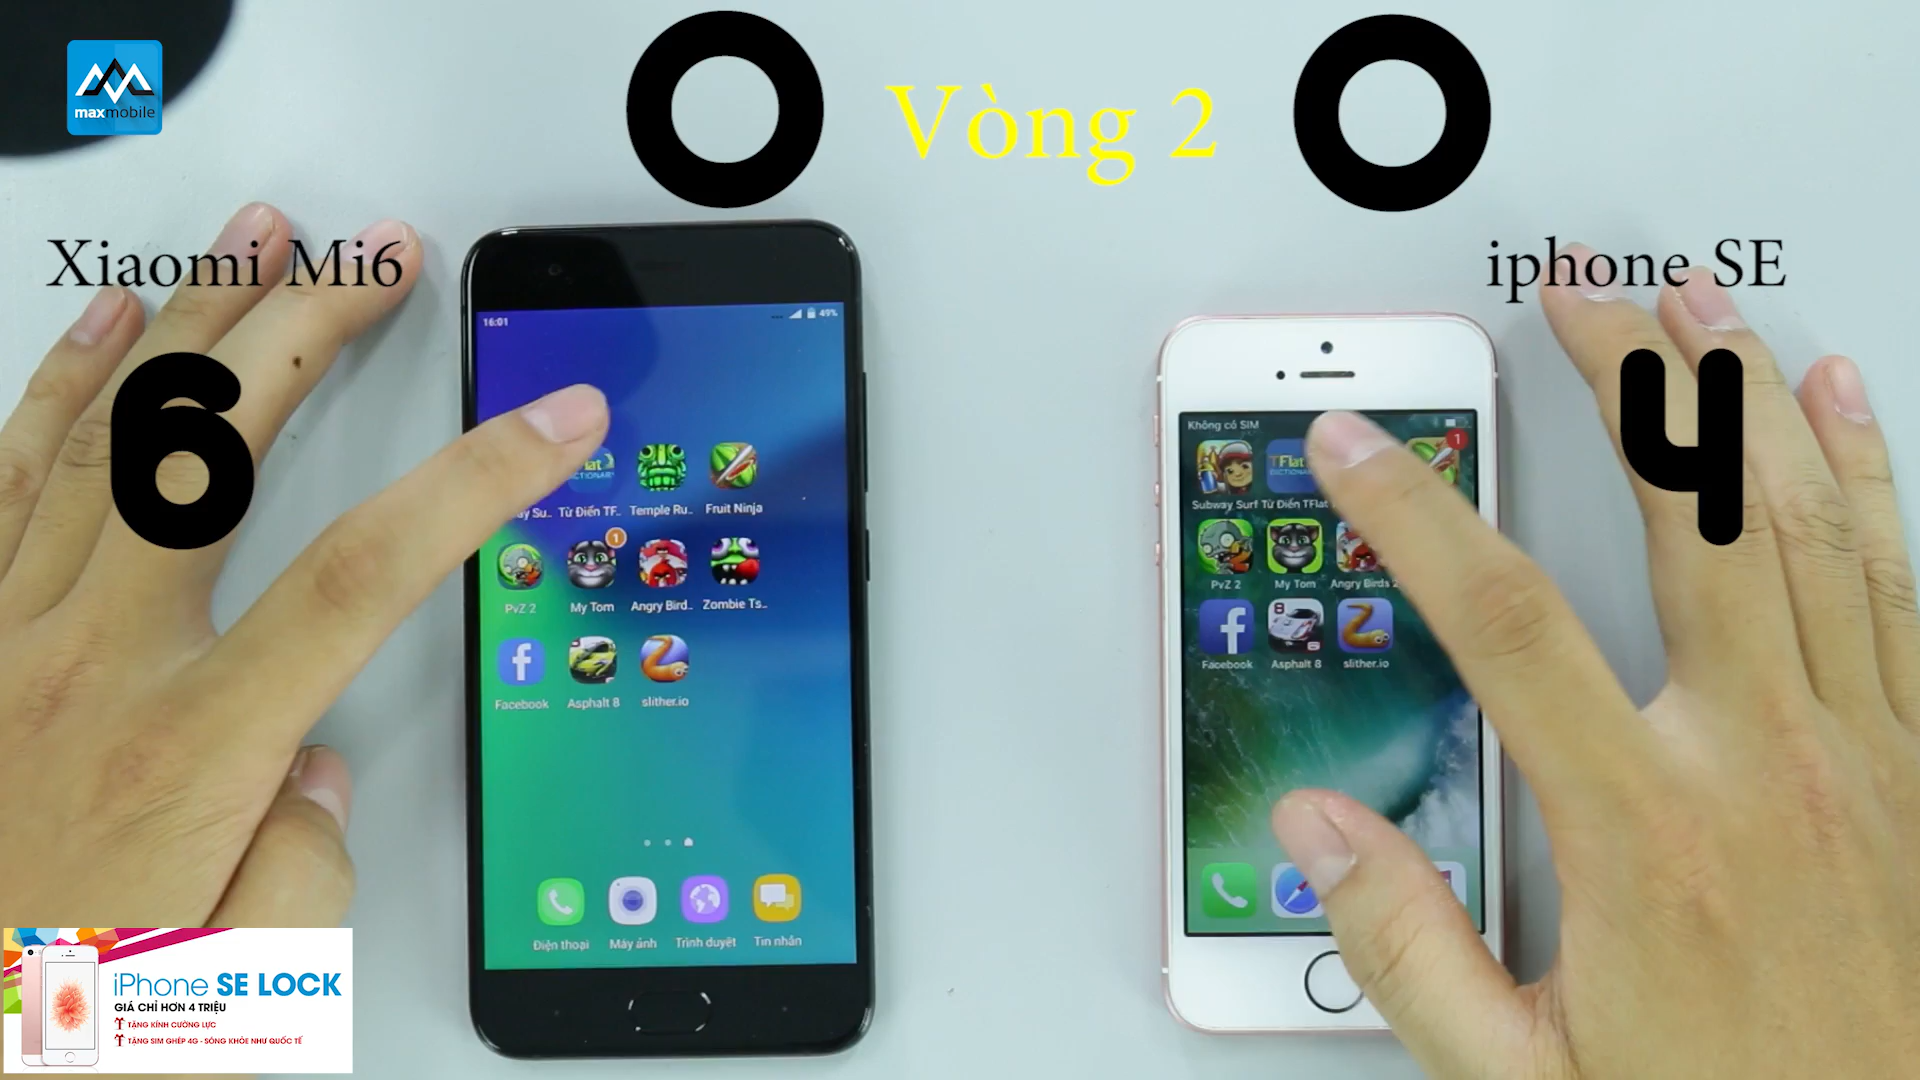 maxmobile
O
Vòng 2
O
Xiaomi Mi6
iphone SE
6
4
16:01
49%
Từ Điển TF..
Temple Ru..
Fruit Ninja
1
PvZ 2
My Tom
Angry Bird..
Zombie Ts..
Facebook
Asphalt 8
slither.io
Điện thoại
Máy ảnh
Trình duyệt
Tin nhắn
Không có SIM
1
TFlat
Subway Surf
Từ Điển TFlat
PvZ 2
My Tom
Angry Birds 2
8
Facebook
Asphalt 8
slither.io
iPhone SE LOCK
GIÁ CHỈ HƠN 4 TRIỆU
TẶNG KÍNH CƯỜNG LỰC
TẶNG SIM GHÉP 4G - SÓNG KHỎE NHƯ QUỐC TẾ